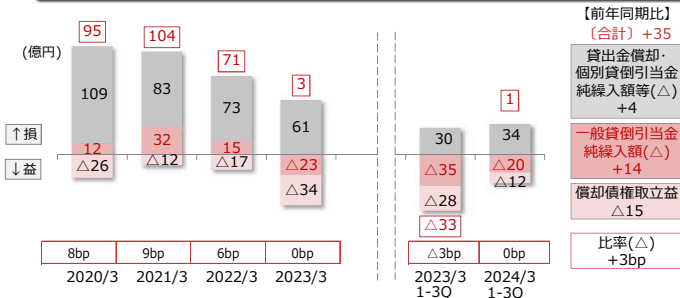 【前年同期比】
〔合計〕+35
(億円)
95
104
71
3
1
貸出金償却・
個別貸倒引当金
純繰入額等(△)
+4
109
83
73
61
30
34
↑損
↓益
12
32
15
△23
△35
△20
一般貸倒引当金
純繰入額(△)
+14
△26
△12
△17
△34
△28
△12
△33
償却債権取立益
△15
8bp
9bp
6bp
0bp
△3bp
0bp
比率(△)
+3bp
2020/3
2021/3
2022/3
2023/3
2023/3
1-3Q
2024/3
1-3Q